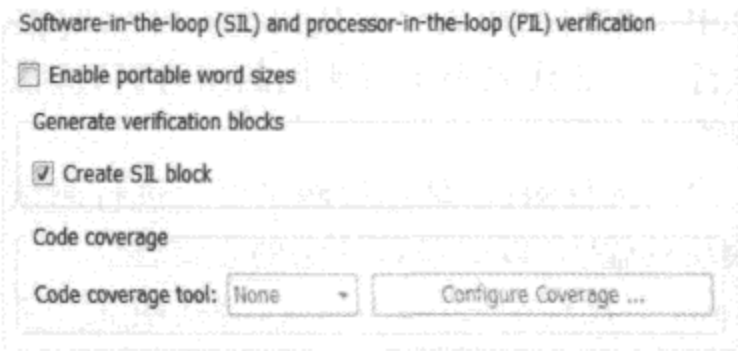 Software-in-the-loop (SIL) and processor-in-the-loop (PIL) verification
Enable portable word sizes
Generate verification blocks
Create SIL block
Code coverage
Code coverage tool: None Configure Coverage ...